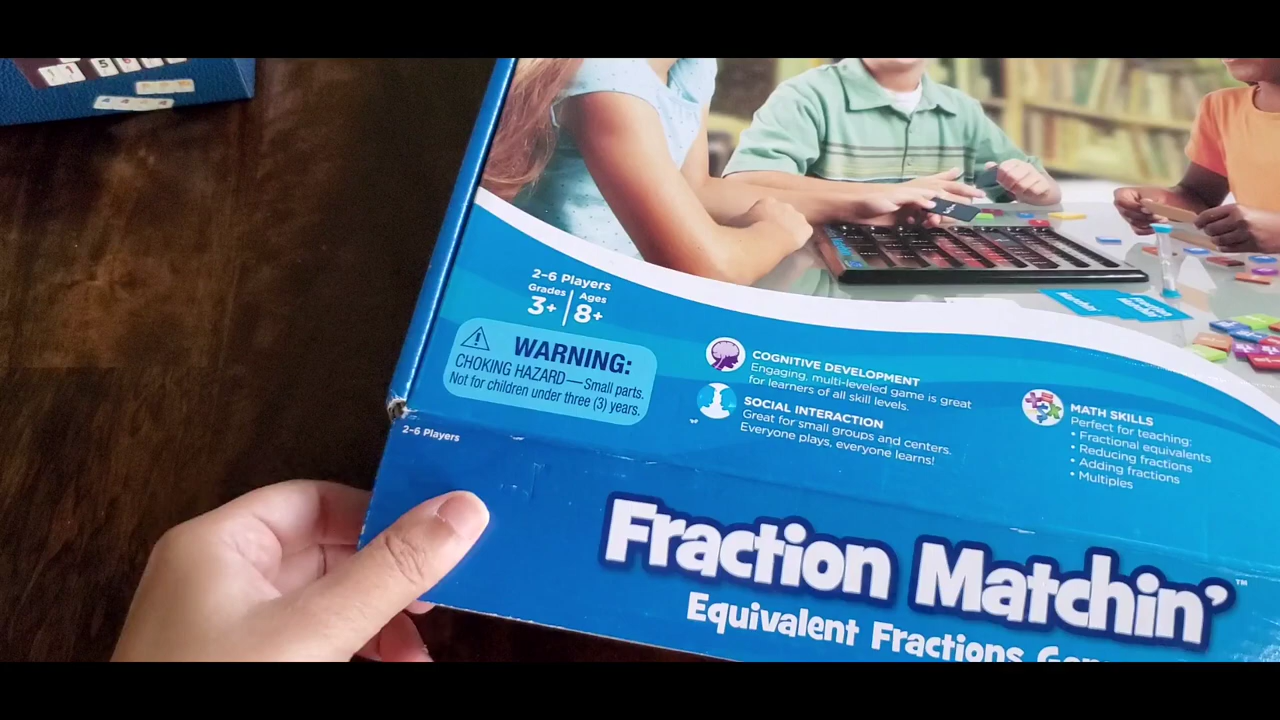 2-6 Players
Grades
3+
Ages
8+
WARNING:
CHOKING HAZARD—Small parts.
Not for children under three (3) years.
COGNITIVE DEVELOPMENT
Engaging, multi-leveled game is great
for learners of all skill levels.
SOCIAL INTERACTION
Great for small groups and centers.
Everyone plays, everyone learns!
MATH SKILLS
Perfect for teaching:
• Fractional equivalents
• Reducing fractions
• Adding fractions
• Multiples
2-6 Players
Fraction Matchin'™
Equivalent Fractions